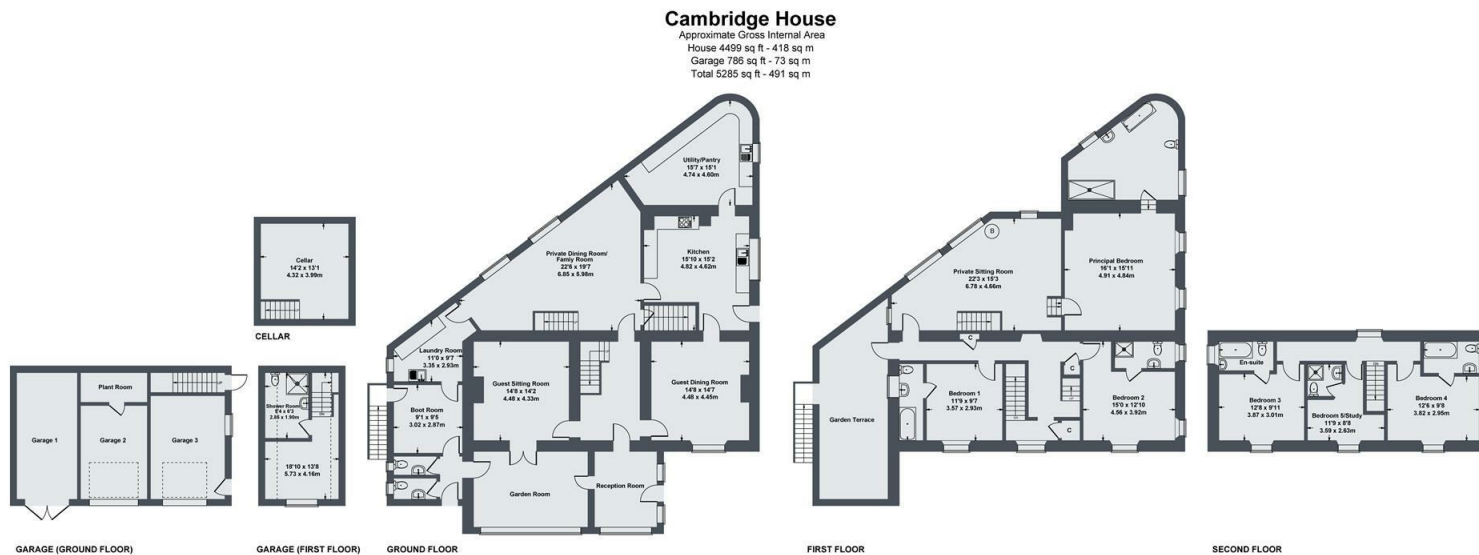 Cambridge House
Approximate Gross Internal Area
House 4499 sq ft - 418 sq m
Garage 786 sq ft - 73 sq m
Total 5285 sq ft - 491 sq m
Utility/Pantry
15'7 x 15'1
4.74 x 4.60m
Private Dining Room/
Famiy Room
22'6 x 19'7
6.85 x 5.98m
Kitchen
15'10 x 15'2
4.82 x 4.62m
Laundry Room
11'0 x 9'7
3.35 x 2.93m
Guest Sitting Room
14'8 x 14'2
4.48 x 4.33m
Guest Dining Room
14'8 x 14'7
4.48 x 4.45m
Boot Room
9'1 x 9'5
3.02 x 2.87m
Garden Room
Reception Room
GROUND FLOOR
Cellar
14'2 x 13'1
4.32 x 3.99m
CELLAR
Plant Room
Garage 1
Garage 2
Garage 3
GARAGE (GROUND FLOOR)
Shower Room
18'10 x 13'8
5.73 x 4.16m
GARAGE (FIRST FLOOR)
B
Private Sitting Room
22'3 x 15'3
6.78 x 4.66m
Principal Bedroom
16'1 x 15'11
4.91 x 4.84m
C
C
C
Bedroom 1
11'9 x 9'7
3.57 x 2.93m
Bedroom 2
15'0 x 12'10
4.56 x 3.92m
Garden Terrace
FIRST FLOOR
En-suite
Bedroom 3
12'8 x 9'11
3.87 x 3.01m
Bedroom 5/Study
11'9 x 8'8
3.59 x 2.63m
Bedroom 4
12'6 x 9'8
3.82 x 2.95m
SECOND FLOOR